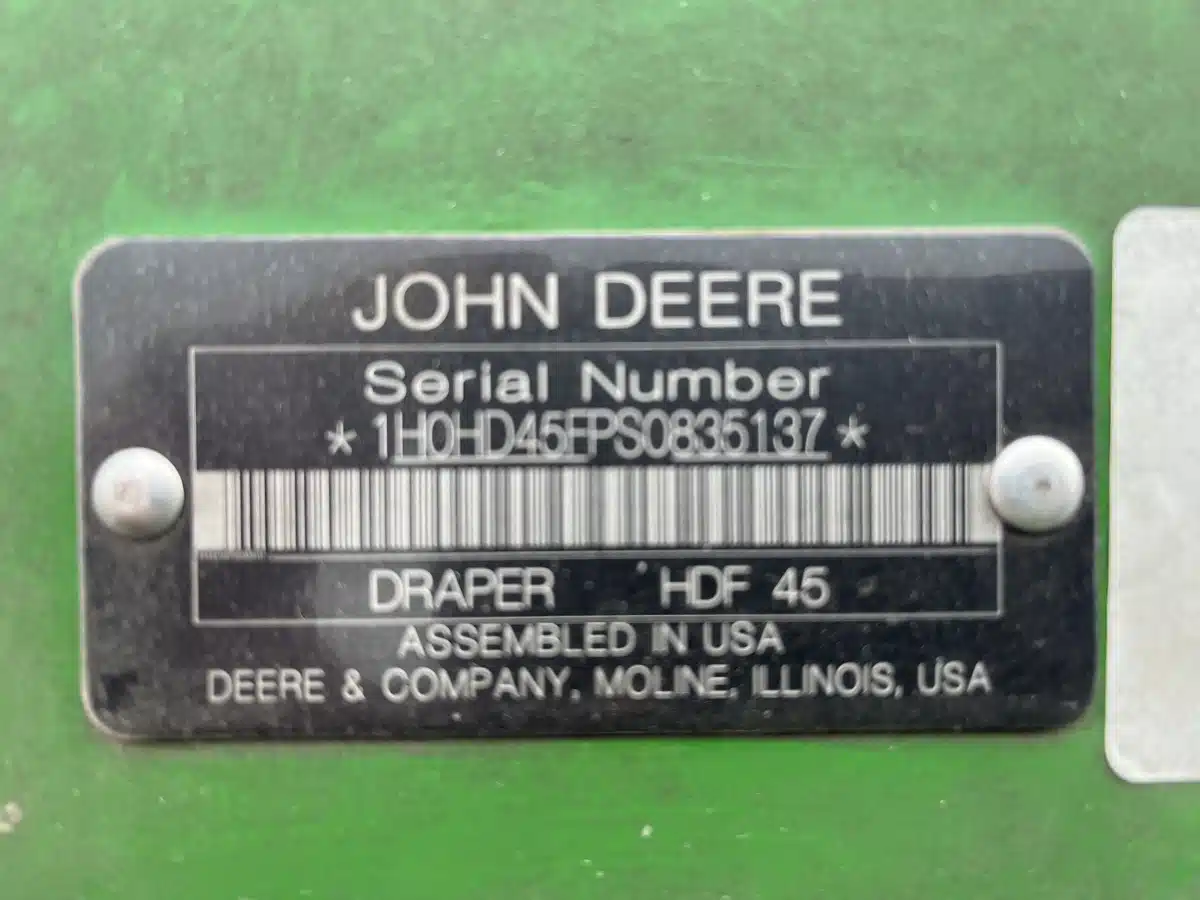 JOHN DEERE
Serial Number
*1H0HD45FPS0835137*
DRAPER HDF 45
ASSEMBLED IN USA
DEERE & COMPANY, MOLINE, ILLINOIS, USA